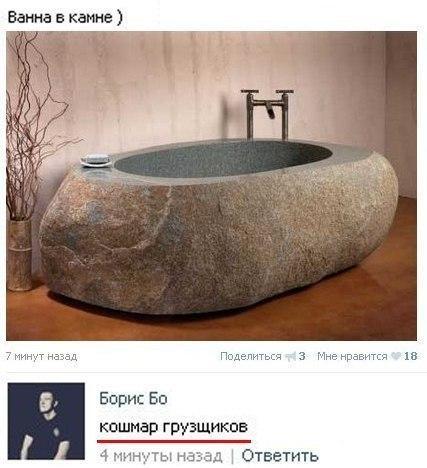 Ванна в камне )
7 минут назад Поделиться 3 Мне нравится 18
Борис Бо
кошмар грузщиков
4 минуты назад | Ответить